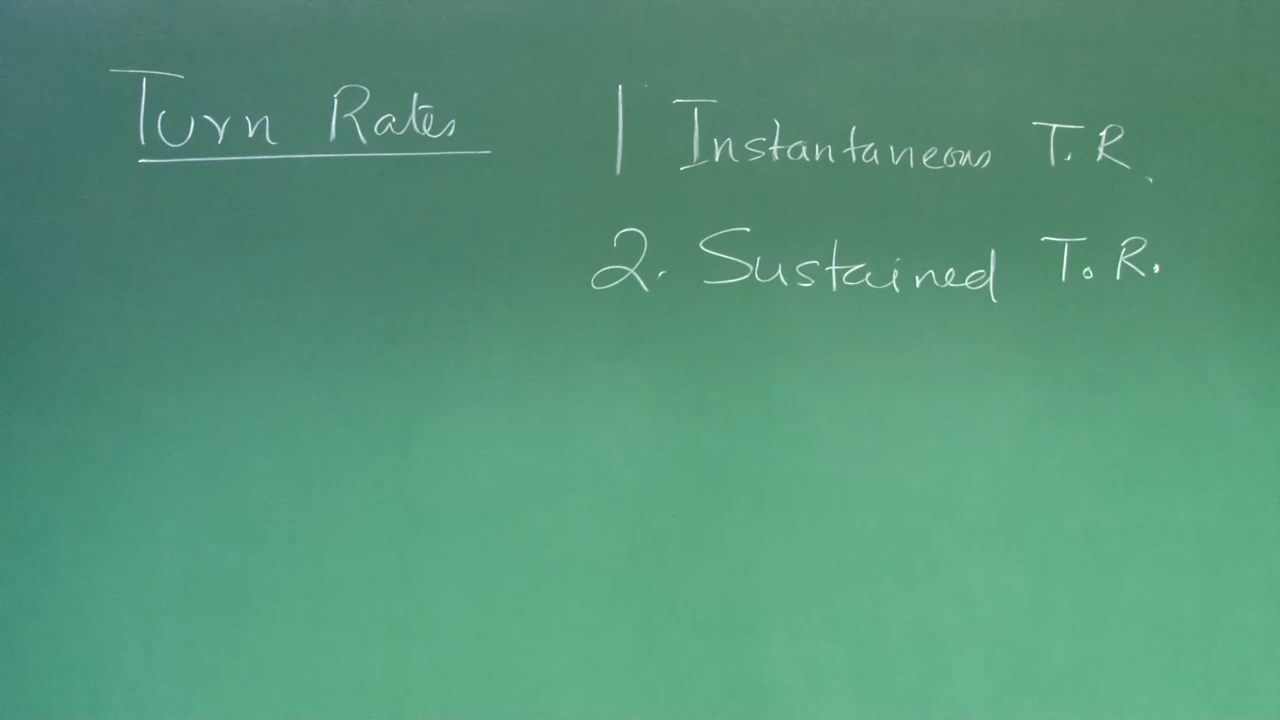 Turn Rates
1 Instantaneous T.R.
2. Sustained T.R.